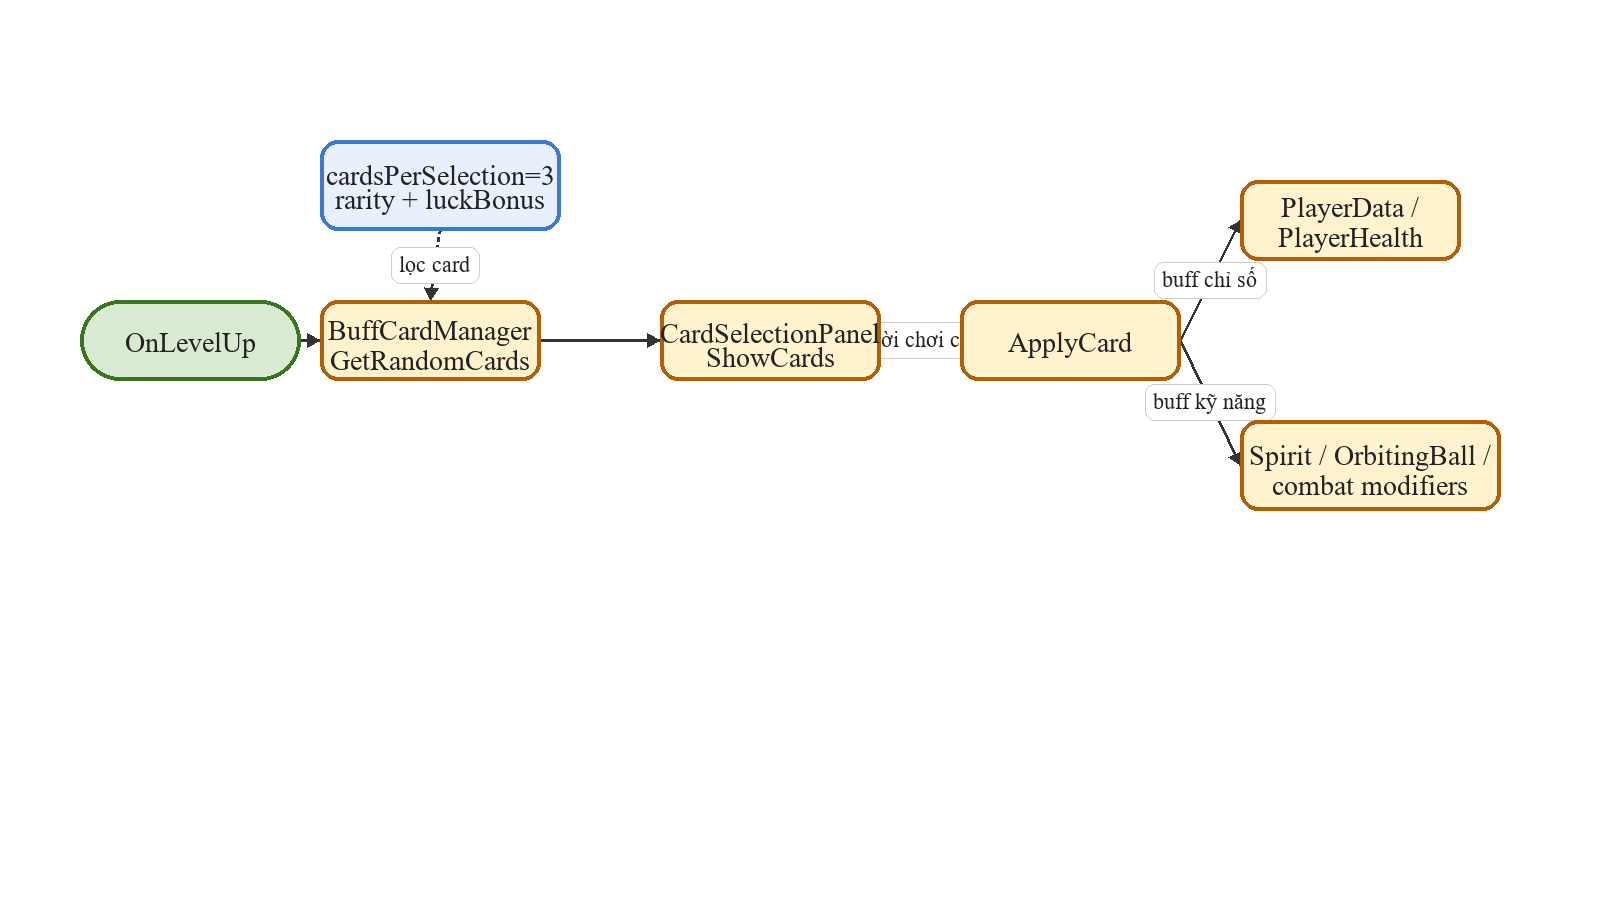 cardsPerSelection=3
rarity + luckBonus
lọc card
OnLevelUp
BuffCardManager
GetRandomCards
CardSelectionPanel
ShowCards
ời chơi c
ApplyCard
buff chỉ số
PlayerData /
PlayerHealth
buff kỹ năng
Spirit / OrbitingBall /
combat modifiers